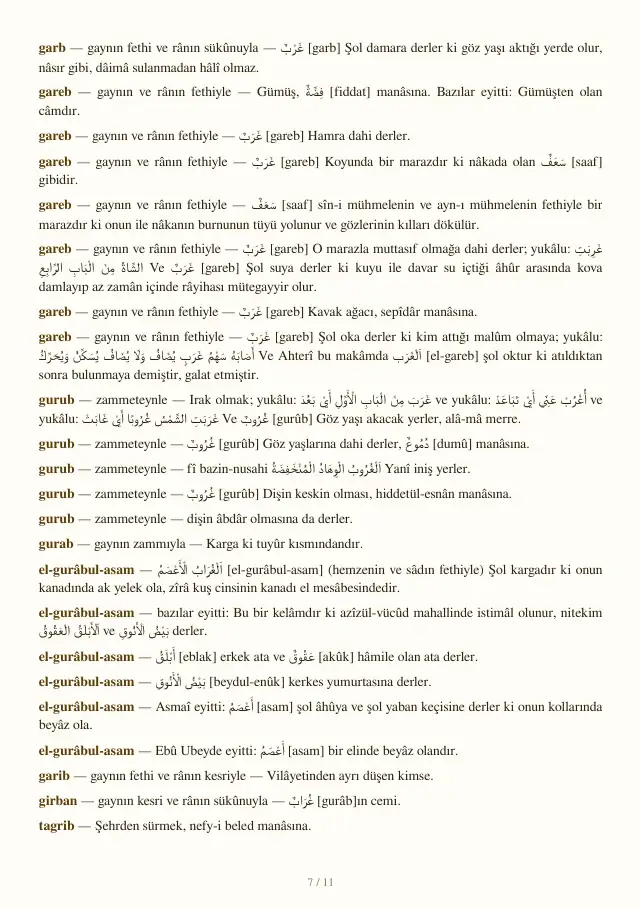 garb — gaynın fethi ve rânın sükûnuyla — غَرْبٌ [garb] Şol damara derler ki göz yaşı aktığı yerde olur,
nâsır gibi, dâimâ sulanmadan hâlî olmaz.
gareb — gaynın ve rânın fethiyle — Gümüş, فِضَّةٌ [fiddat] manâsına. Bazılar eyitti: Gümüşten olan
câmdır.
gareb — gaynın ve rânın fethiyle — غَرَبٌ [gareb] Hamra dahi derler.
gareb — gaynın ve rânın fethiyle — غَرَبٌ [gareb] Koyunda bir marazdır ki nâkada olan سَعَفٌ [saaf]
gibidir.
gareb — gaynın ve rânın fethiyle — سَعَفٌ [saaf] sîn-i mühmelenin ve ayn-ı mühmelenin fethiyle bir
marazdır ki onun ile nâkanın burnunun tüyü yolunur ve gözlerinin kılları dökülür.
gareb — gaynın ve rânın fethiyle — غَرَبٌ [gareb] O marazla muttasıf olmağa dahi derler; yukâlu: غَرِبَتِ
الشَّاةُ مِنَ الْبَابِ الرَّابِعِ Ve غَرَبٌ [gareb] Şol suya derler ki kuyu ile davar su içtiği âhûr arasında kova
damlayıp az zamân içinde râyihası mütegayyir olur.
gareb — gaynın ve rânın fethiyle — غَرَبٌ [gareb] Kavak ağacı, sepîdâr manâsına.
gareb — gaynın ve rânın fethiyle — غَرَبٌ [gareb] Şol oka derler ki kim attığı malûm olmaya; yukâlu:
أَصَابَهُ سَهْمُ غَرَبٍ يُضَافُ وَلَا يُضَافُ يُسَكَّنُ وَيُحَرَّكُ Ve Ahterî bu makâmda اَلْغَرَب [el-gareb] şol oktur ki atıldıktan
sonra bulunmaya demiştir, galat etmiştir.
gurub — zammeteynle — Irak olmak; yukâlu: غَرَبَ مِنَ الْبَابِ الْأَوَّلِ أَيْ بَعُدَ ve yukâlu: أُغْرُبْ عَنِّي أَيْ تَبَاعَدْ ve
yukâlu: غَرَبَتِ الشَّمْسُ غُرُوبًا أَيْ غَابَتْ Ve غُرُوبٌ [gurûb] Göz yaşı akacak yerler, alâ-mâ merre.
gurub — zammeteynle — غُرُوبٌ [gurûb] Göz yaşlarına dahi derler, دُمُوعٌ [dumû] manâsına.
gurub — zammeteynle — fî bazin-nusahi اَلْغُرُوبُ الْوِهَادُ الْمُنْخَفِضَةُ Yanî iniş yerler.
gurub — zammeteynle — غُرُوبٌ [gurûb] Dişin keskin olması, hiddetül-esnân manâsına.
gurub — zammeteynle — dişin âbdâr olmasına da derler.
gurab — gaynın zammıyla — Karga ki tuyûr kısmındandır.
el-gurâbul-asam — اَلْغُرَابُ الْأَعْصَمُ [el-gurâbul-asam] (hemzenin ve sâdın fethiyle) Şol kargadır ki onun
kanadında ak yelek ola, zîrâ kuş cinsinin kanadı el mesâbesindedir.
el-gurâbul-asam — bazılar eyitti: Bu bir kelâmdır ki azîzül-vücûd mahallinde istimâl olunur, nitekim
اَلْأَبْلَقُ الْعَقُوقُ ve بَيْضُ الْأَنُوقِ derler.
el-gurâbul-asam — أَبْلَقُ [eblak] erkek ata ve عَقُوقٌ [akûk] hâmile olan ata derler.
el-gurâbul-asam — بَيْضُ الْأَنُوقِ [beydul-enûk] kerkes yumurtasına derler.
el-gurâbul-asam — Asmaî eyitti: أَعْصَمُ [asam] şol âhûya ve şol yaban keçisine derler ki onun kollarında
beyâz ola.
el-gurâbul-asam — Ebû Ubeyde eyitti: أَعْصَمُ [asam] bir elinde beyâz olandır.
garib — gaynın fethi ve rânın kesriyle — Vilâyetinden ayrı düşen kimse.
girban — gaynın kesri ve rânın sükûnuyla — غُرَابٌ [gurâb]ın cemi.
tagrib — Şehrden sürmek, nefy-i beled manâsına.
7 / 11